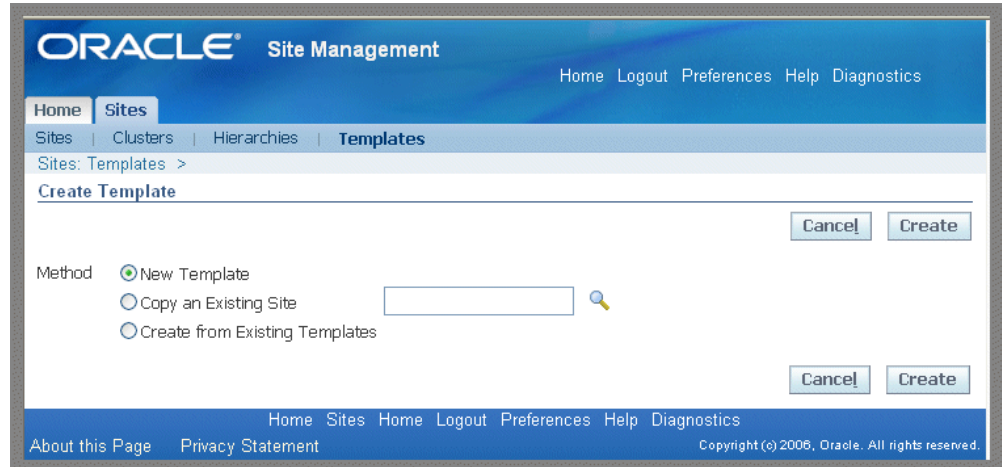 ORACLE® Site Management
Home Logout Preferences Help Diagnostics
Home Sites
Sites | Clusters | Hierarchies | Templates
Sites: Templates >
Create Template
Cancel Create
Method New Template
Copy an Existing Site
Create from Existing Templates
Cancel Create
Home Sites Home Logout Preferences Help Diagnostics
About this Page Privacy Statement Copyright (c) 2006, Oracle. All rights reserved.